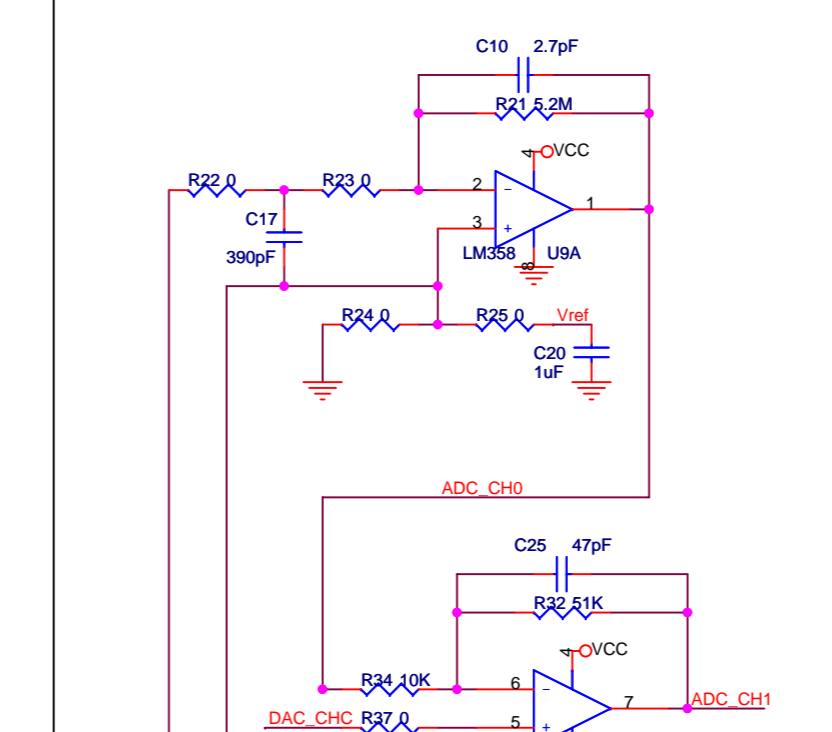 C10 2.7pF
R21 5.2M
4 VCC
R22 0 R23 0 2 −
1
C17 3 +
390pF LM358 U9A
8
R24 0 R25 0 Vref
C20
1uF
ADC_CH0
C25 47pF
R32 51K
4 VCC
R34 10K 6 −
7 ADC_CH1
DAC_CHC R37 0 5 +